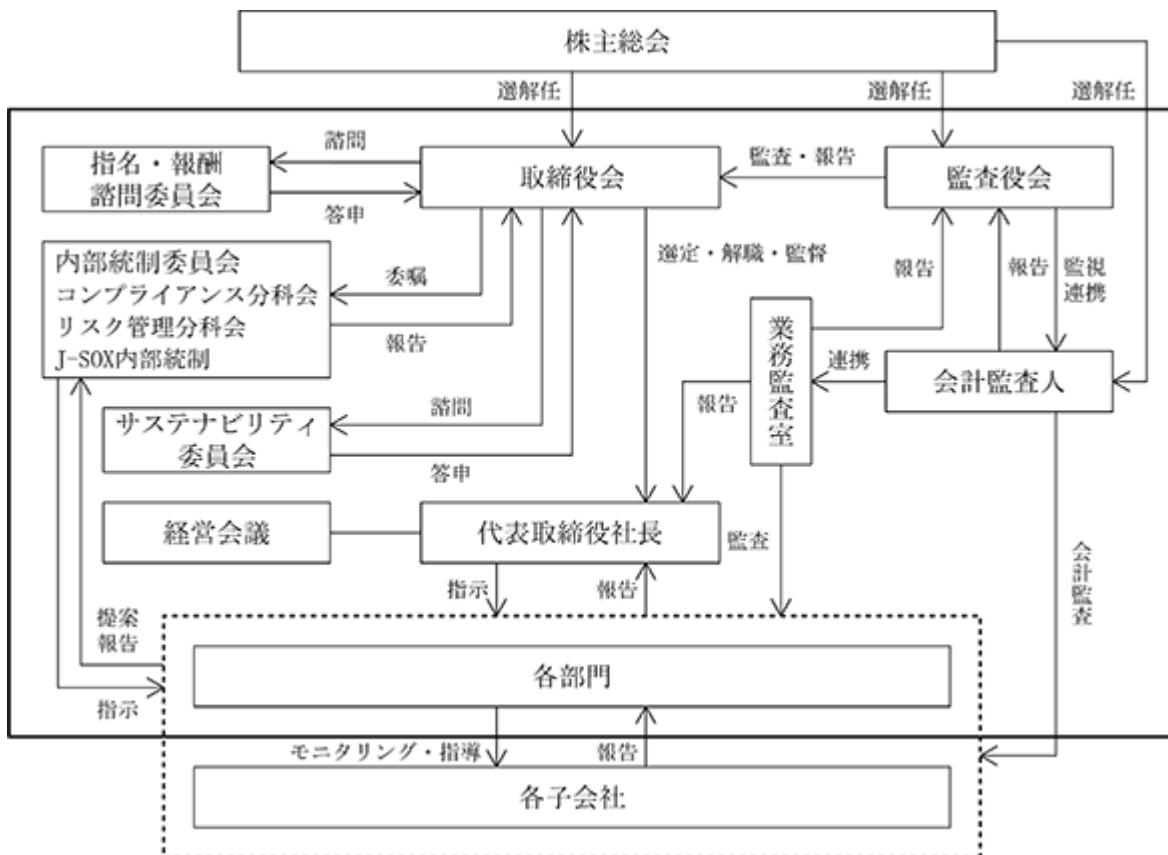 株主総会
選解任
選解任
選解任
諮問
指名・報酬
諮問委員会
答申
取締役会
監査・報告
監査役会
内部統制委員会
コンプライアンス分科会
リスク管理分科会
J-SOX内部統制
委嘱
報告
選定・解職・監督
報告
報告
監視
連携
業務監査室
連携
会計監査人
報告
諮問
サステナビリティ
委員会
答申
経営会議
代表取締役社長
監査
会計監査
指示
報告
提案
報告
各部門
指示
モニタリング・指導
報告
各子会社